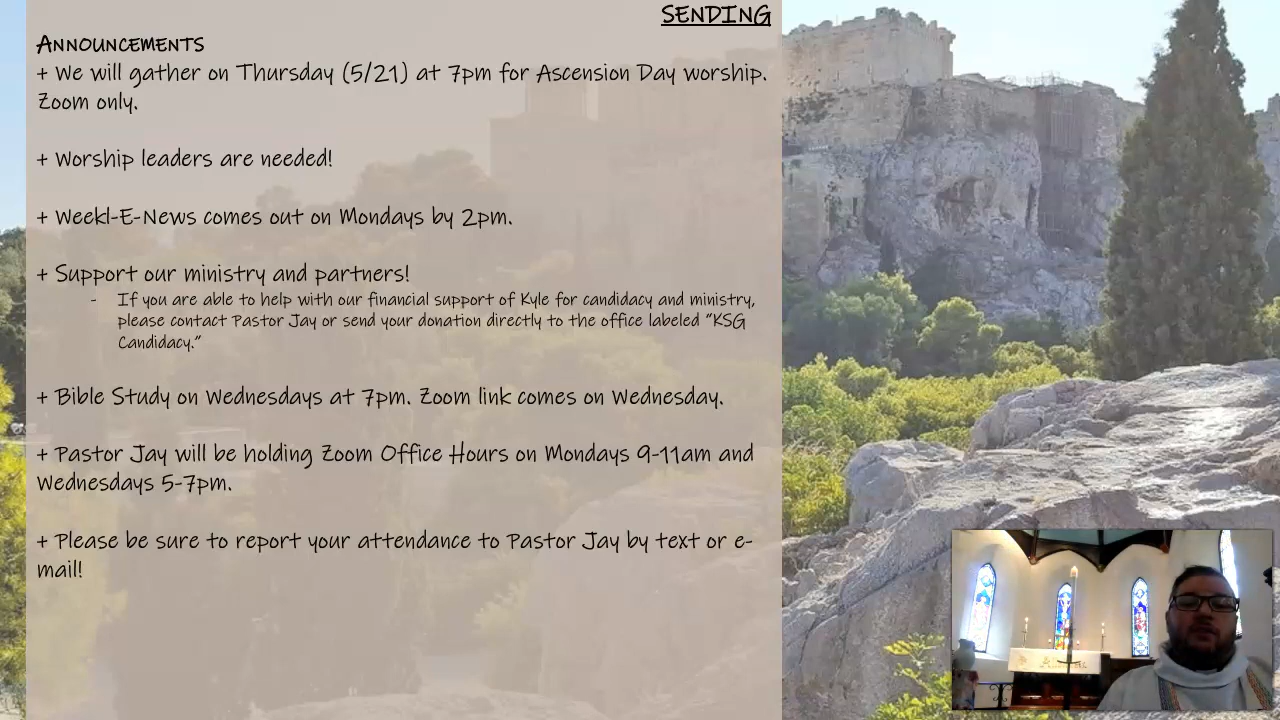 SENDING
ANNOUNCEMENTS
+ We will gather on Thursday (5/21) at 7pm for Ascension Day worship.
Zoom only.
+ Worship leaders are needed!
+ Weekl-E-News comes out on Mondays by 2pm.
+ Support our ministry and partners!
- If you are able to help with our financial support of Kyle for candidacy and ministry,
please contact Pastor Jay or send your donation directly to the office labeled “KSG
Candidacy.”
+ Bible Study on Wednesdays at 7pm. Zoom link comes on Wednesday.
+ Pastor Jay will be holding Zoom Office Hours on Mondays 9-11am and
Wednesdays 5-7pm.
+ Please be sure to report your attendance to Pastor Jay by text or e-
mail!